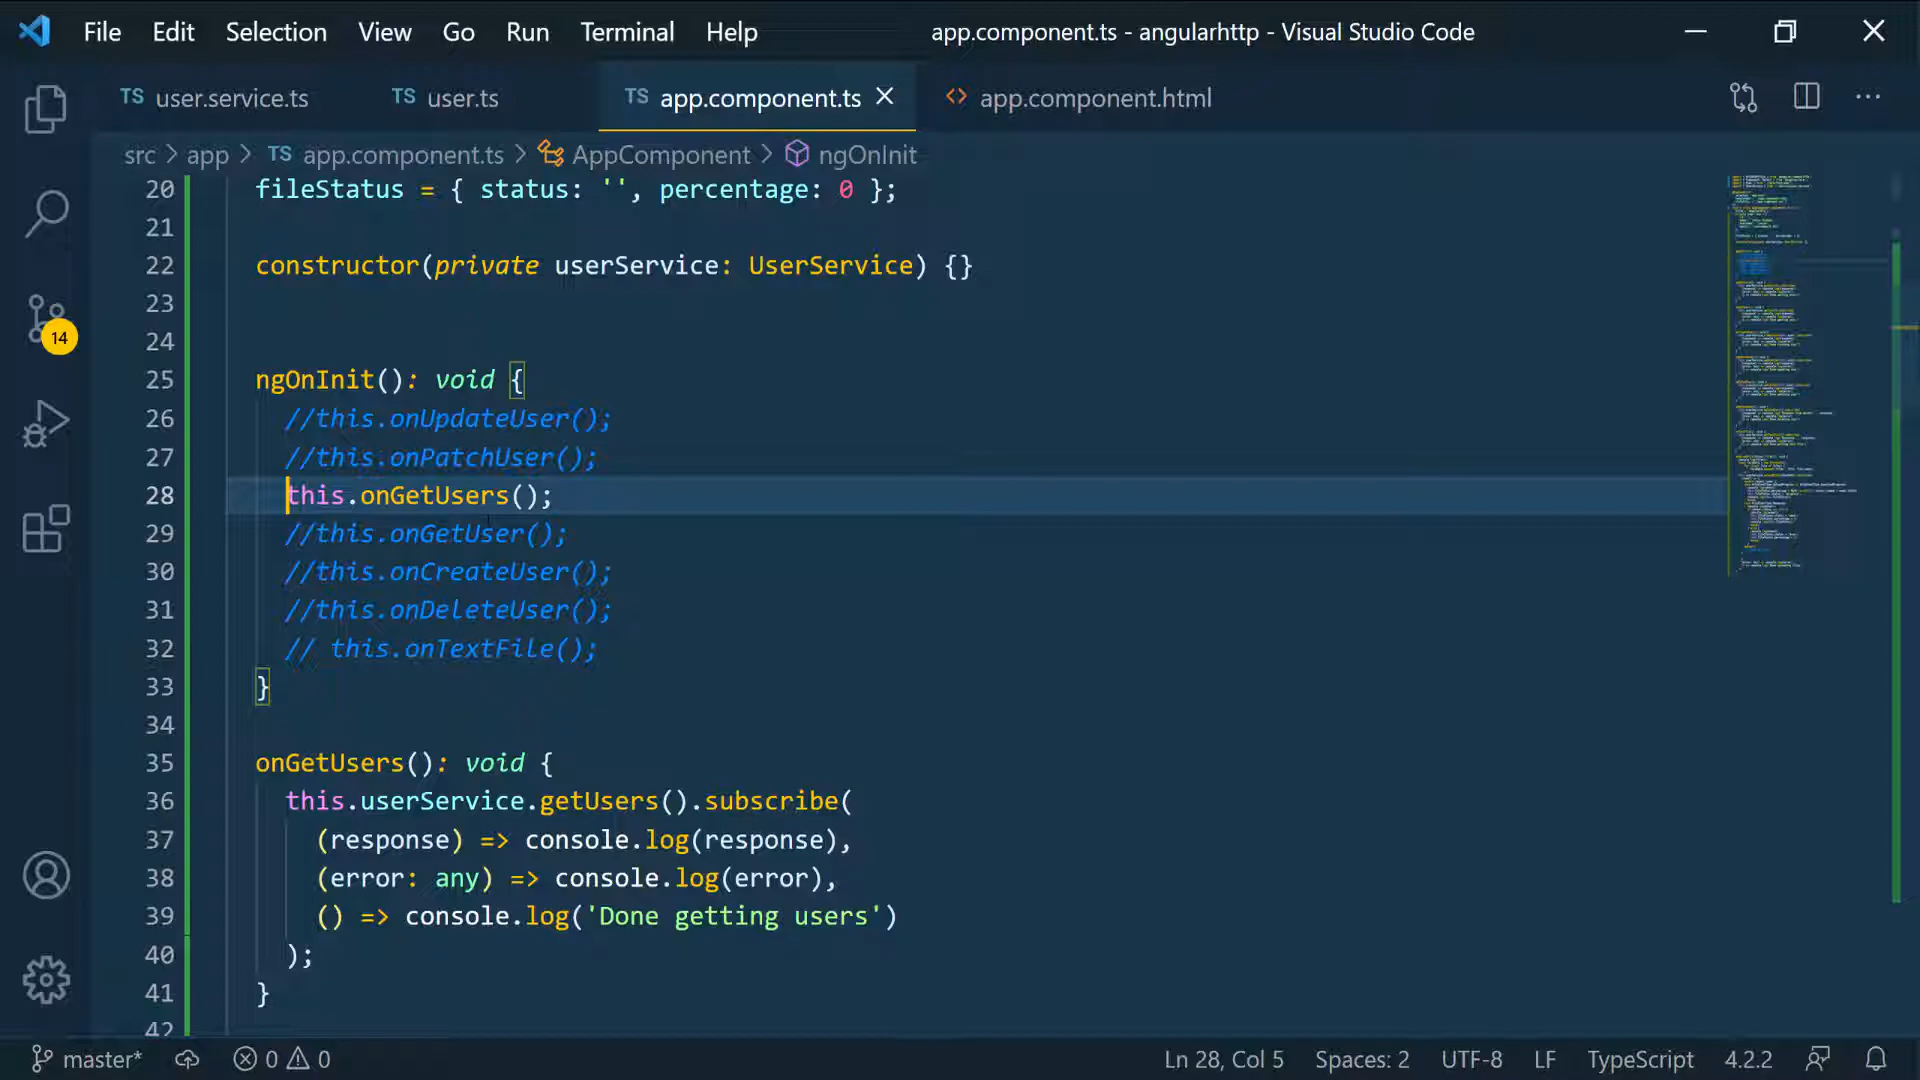 File Edit Selection View Go Run Terminal Help app.component.ts - angularhttp - Visual Studio Code
TS user.service.ts TS user.ts TS app.component.ts <> app.component.html
src > app > TS app.component.ts > AppComponent > ngOnInit
20 fileStatus = { status: '', percentage: 0 };
21
22 constructor(private userService: UserService) {}
23
24
25 ngOnInit(): void {
26 //this.onUpdateUser();
27 //this.onPatchUser();
28 this.onGetUsers();
29 //this.onGetUser();
30 //this.onCreateUser();
31 //this.onDeleteUser();
32 // this.onTextFile();
33 }
34
35 onGetUsers(): void {
36 this.userService.getUsers().subscribe(
37 (response) => console.log(response),
38 (error: any) => console.log(error),
39 () => console.log('Done getting users')
40 );
41 }
42
14
master* 0 0 Ln 28, Col 5 Spaces: 2 UTF-8 LF TypeScript 4.2.2